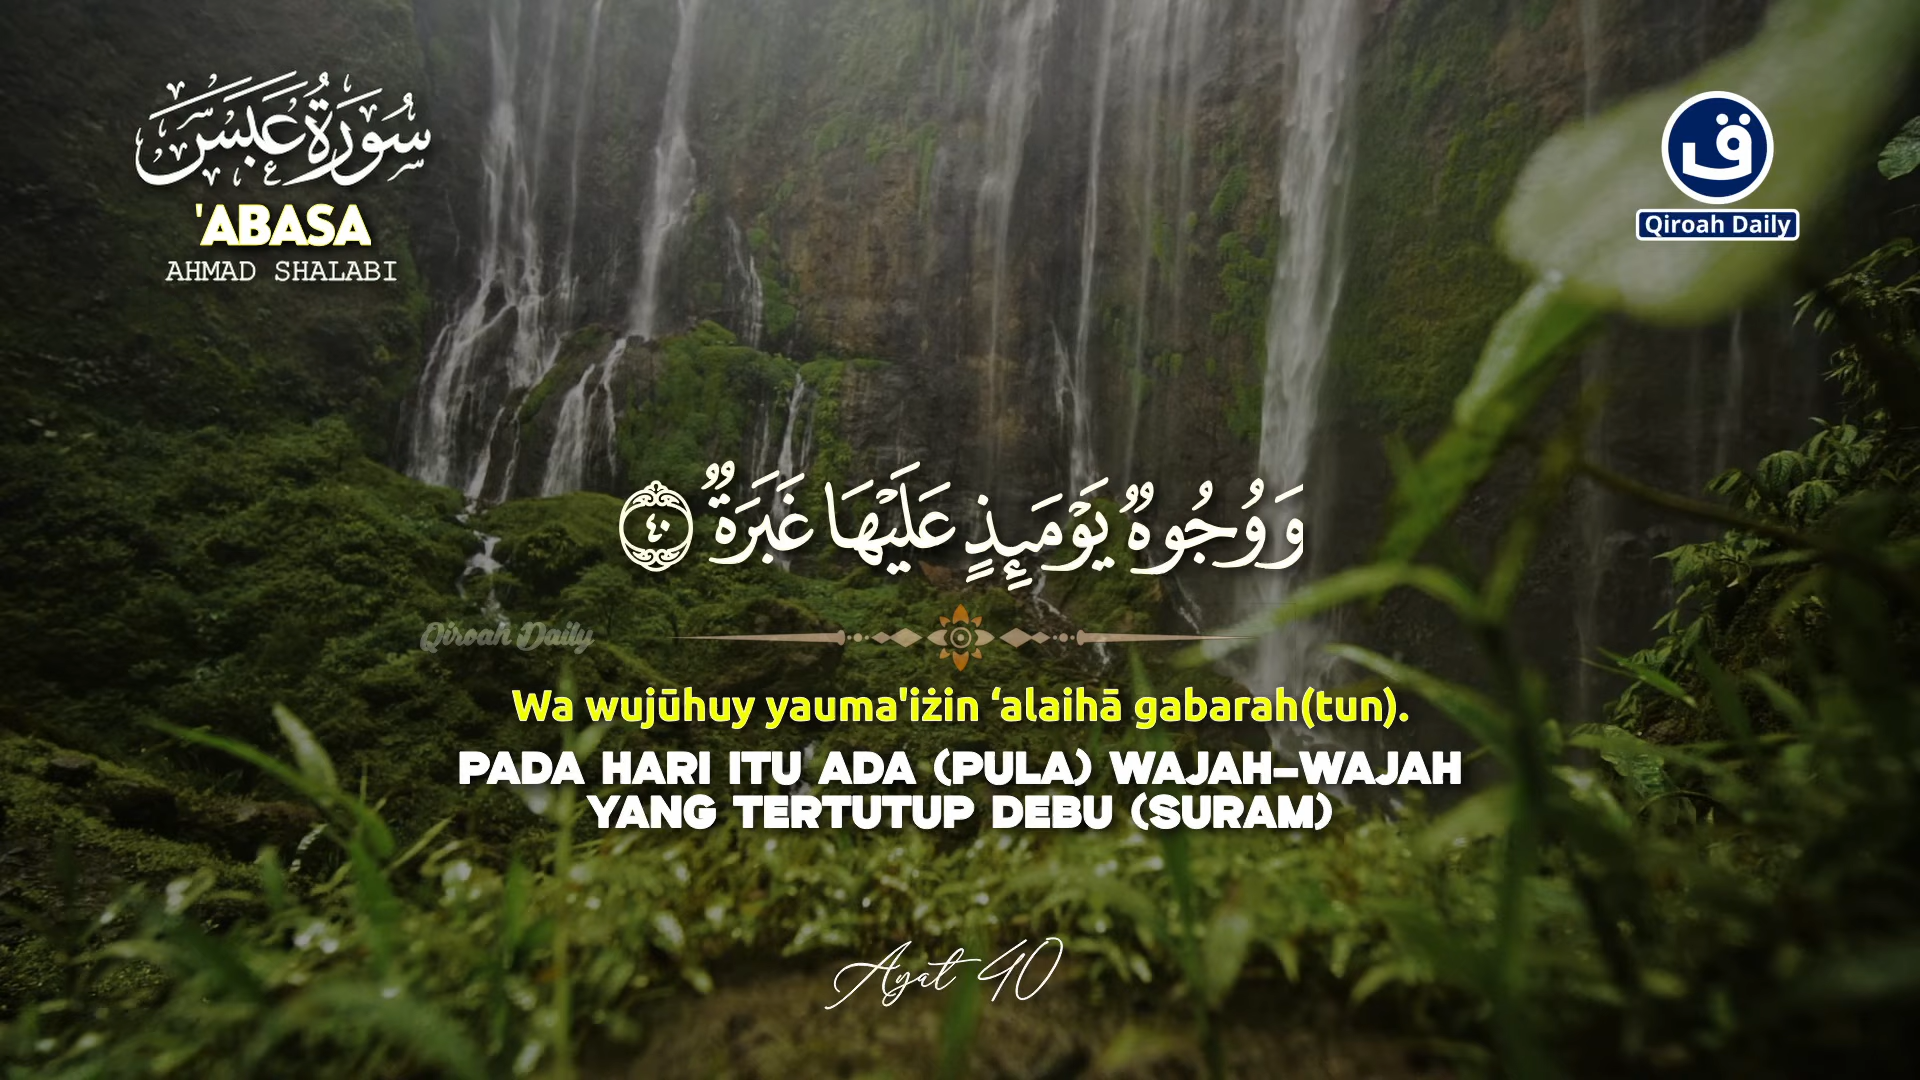 سُورَةُ عَبَسَ
'ABASA
AHMAD SHALABI
ق
Qiroah Daily
وَوُجُوهٌ يَوْمَئِذٍ عَلَيْهَا غَبَرَةٌ ٤٠
Qiroah Daily
Wa wujūhuy yauma'iżin ‘alaihā gabarah(tun).
PADA HARI ITU ADA (PULA) WAJAH-WAJAH
YANG TERTUTUP DEBU (SURAM)
Ayat 40